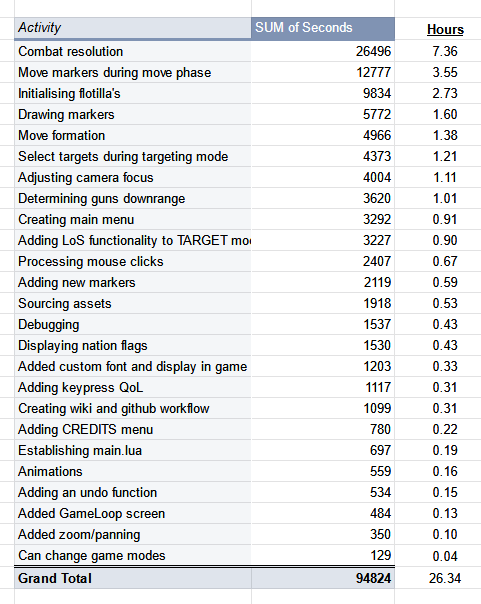 Activity SUM of Seconds Hours
Combat resolution 26496 7.36
Move markers during move phase 12777 3.55
Initialising flotilla's 9834 2.73
Drawing markers 5772 1.60
Move formation 4966 1.38
Select targets during targeting mode 4373 1.21
Adjusting camera focus 4004 1.11
Determining guns downrange 3620 1.01
Creating main menu 3292 0.91
Adding LoS functionality to TARGET mo 3227 0.90
Processing mouse clicks 2407 0.67
Adding new markers 2119 0.59
Sourcing assets 1918 0.53
Debugging 1537 0.43
Displaying nation flags 1530 0.43
Added custom font and display in game 1203 0.33
Adding keypress QoL 1117 0.31
Creating wiki and github workflow 1099 0.31
Adding CREDITS menu 780 0.22
Establishing main.lua 697 0.19
Animations 559 0.16
Adding an undo function 534 0.15
Added GameLoop screen 484 0.13
Added zoom/panning 350 0.10
Can change game modes 129 0.04
Grand Total 94824 26.34